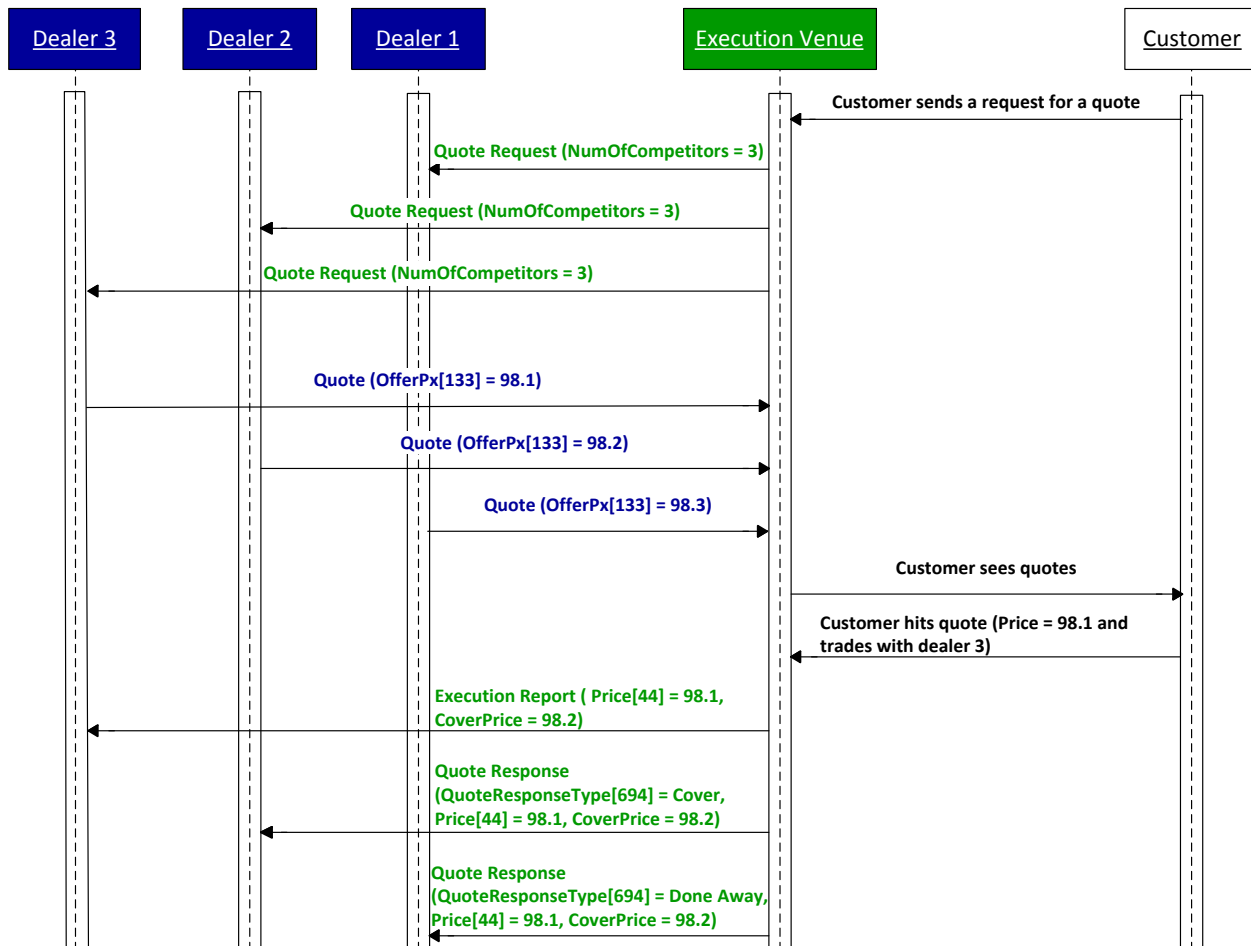 Dealer 3
Dealer 2
Dealer 1
Execution Venue
Customer
Customer sends a request for a quote
Quote Request (NumOfCompetitors = 3)
Quote Request (NumOfCompetitors = 3)
Quote Request (NumOfCompetitors = 3)
Quote (OfferPx[133] = 98.1)
Quote (OfferPx[133] = 98.2)
Quote (OfferPx[133] = 98.3)
Customer sees quotes
Customer hits quote (Price = 98.1 and
trades with dealer 3)
Execution Report ( Price[44] = 98.1,
CoverPrice = 98.2)
Quote Response
(QuoteResponseType[694] = Cover,
Price[44] = 98.1, CoverPrice = 98.2)
Quote Response
(QuoteResponseType[694] = Done Away,
Price[44] = 98.1, CoverPrice = 98.2)